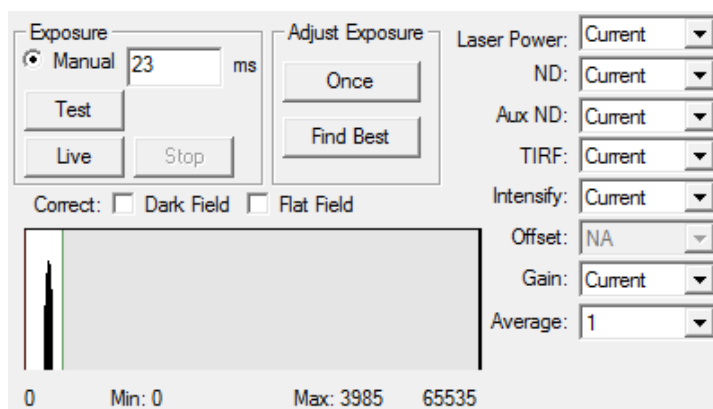 Exposure
Manual 23 ms
Test
Live Stop
Adjust Exposure
Once
Find Best
Laser Power: Current
ND: Current
Aux ND: Current
TIRF: Current
Intensify: Current
Offset: NA
Gain: Current
Average: 1
Correct: Dark Field Flat Field
0 Min: 0 Max: 3985 65535